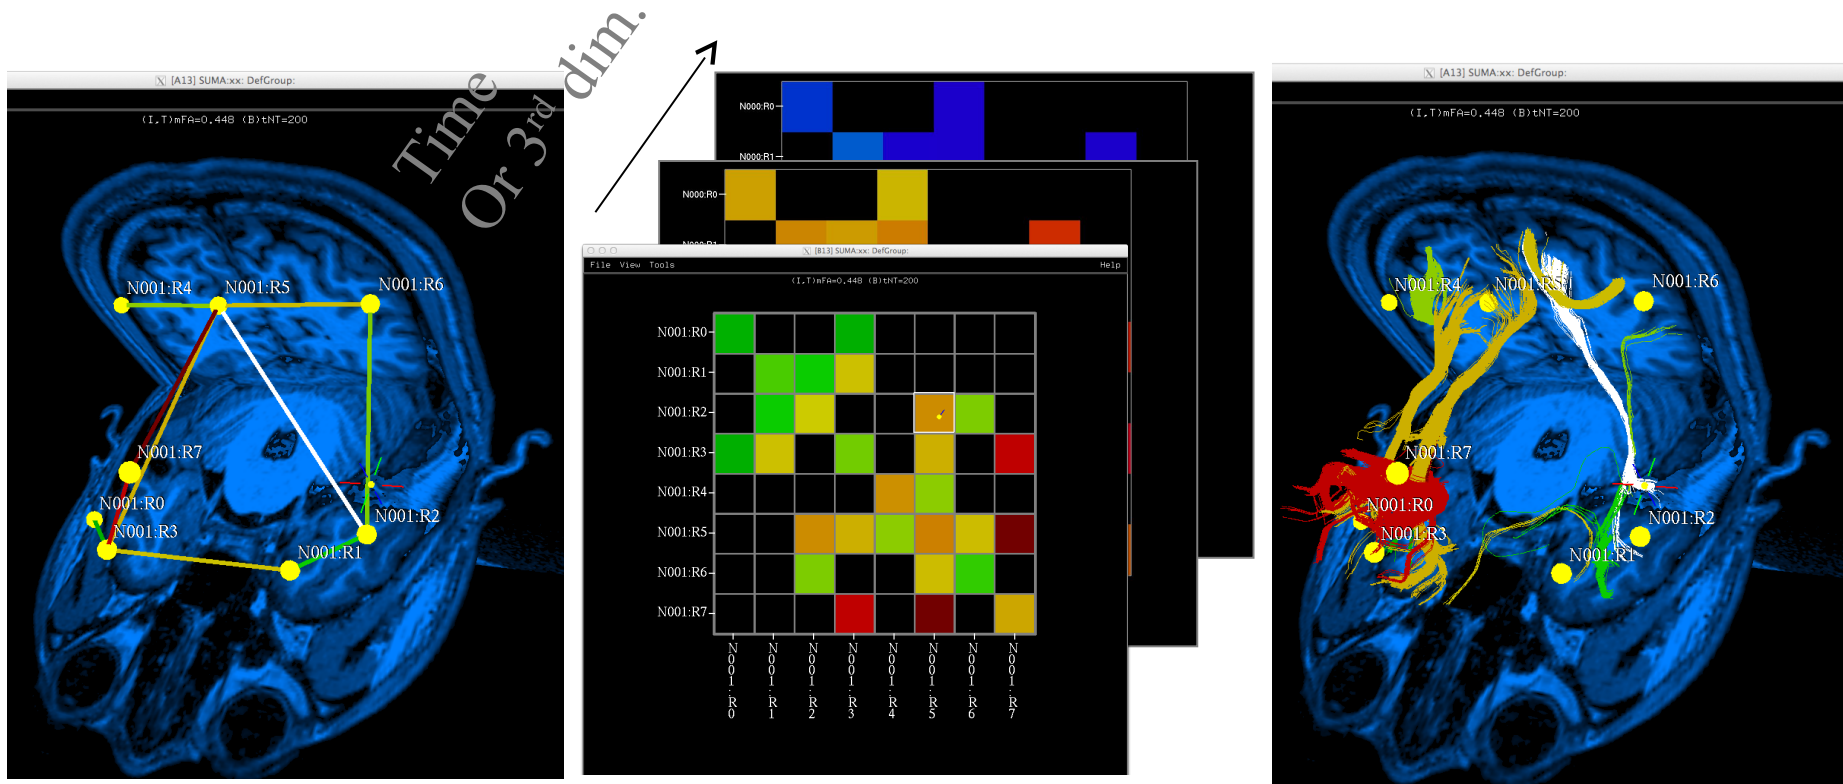 [A13] SUMA:xx: DefGroup:
(I,T)mFA=0.448 (B)tNT=200
N001:R4
N001:R5
N001:R6
N001:R7
N001:R0
N001:R3
N001:R2
N001:R1
Time
Or 3rd dim.
N000:R0
N000:R1
N000:R0
[B13] SUMA:xx: DefGroup:
File View Tools Help
(I,T)mFA=0.448 (B)tNT=200
N001:R0
N001:R1
N001:R2
N001:R3
N001:R4
N001:R5
N001:R6
N001:R7
N001:R0
N001:R1
N001:R2
N001:R3
N001:R4
N001:R5
N001:R6
N001:R7
[A13] SUMA:xx: DefGroup:
(I,T)mFA=0.448 (B)tNT=200
N001:R4
N001:R5
N001:R6
N001:R7
N001:R0
N001:R3
N001:R2
N001:R1